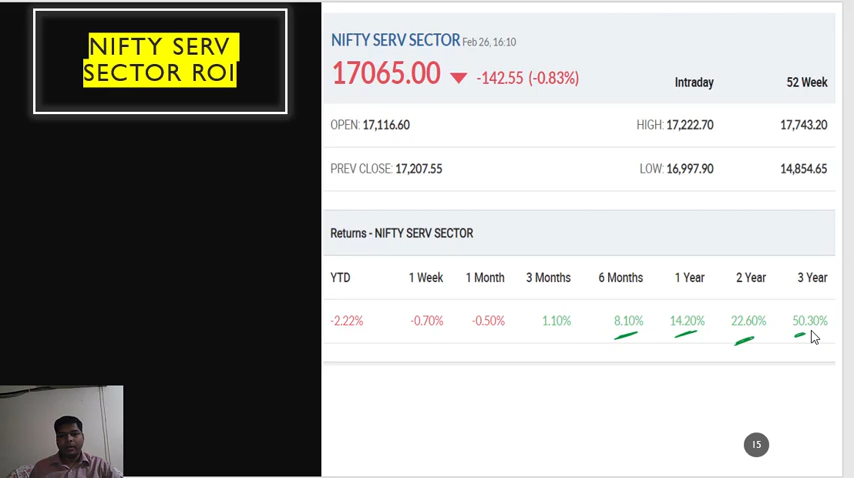 NIFTY SERV
SECTOR ROI
NIFTY SERV SECTOR Feb 26, 16:10
17065.00 ▼ -142.55 (-0.83%)
Intraday 52 Week
OPEN: 17,116.60 HIGH: 17,222.70 17,743.20
PREV CLOSE: 17,207.55 LOW: 16,997.90 14,854.65
Returns - NIFTY SERV SECTOR
YTD 1 Week 1 Month 3 Months 6 Months 1 Year 2 Year 3 Year
-2.22% -0.70% -0.50% 1.10% 8.10% 14.20% 22.60% 50.30%
15